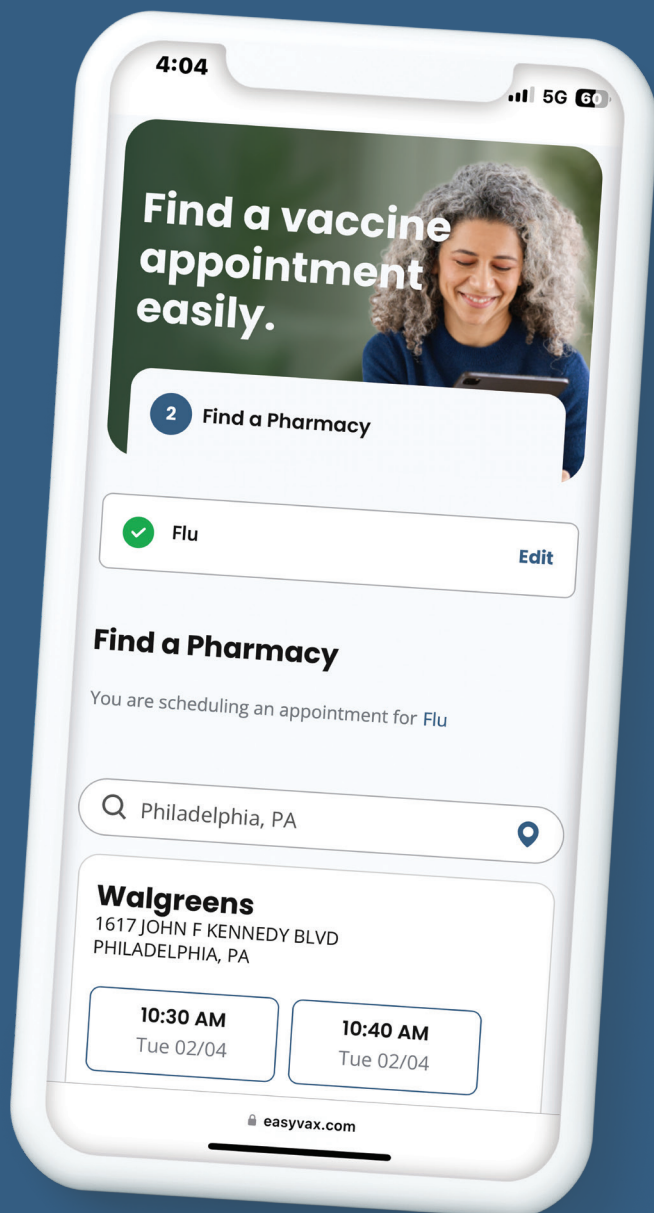 4:04
5G 60
Find a vaccine
appointment
easily.
2 Find a Pharmacy
Flu
Edit
Find a Pharmacy
You are scheduling an appointment for Flu
Philadelphia, PA
Walgreens
1617 JOHN F KENNEDY BLVD
PHILADELPHIA, PA
10:30 AM 10:40 AM
Tue 02/04 Tue 02/04
easyvax.com